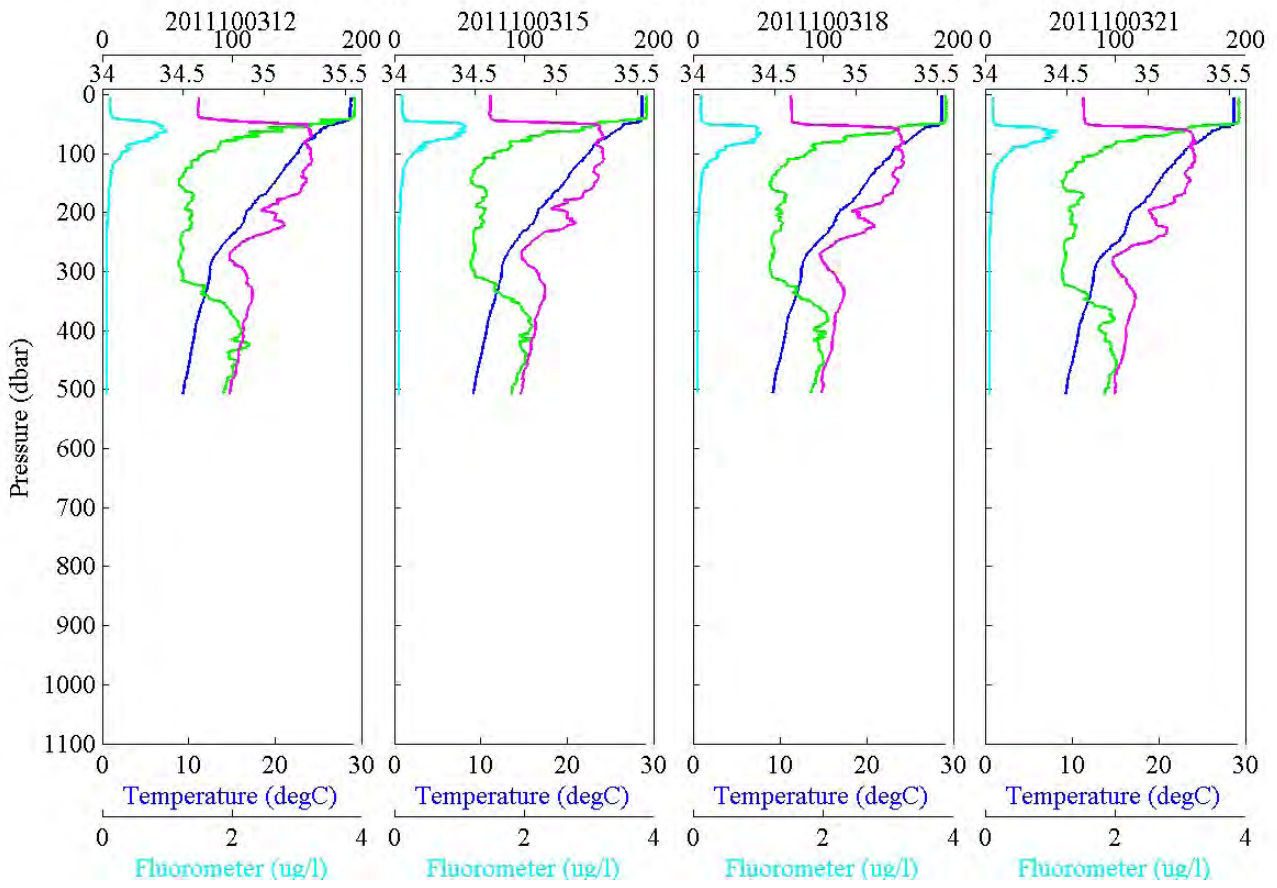 2011100312 2011100315 2011100318 2011100321
0 100 200 0 100 200 0 100 200 0 100 200
34 34.5 35 35.5 34 34.5 35 35.5 34 34.5 35 35.5 34 34.5 35 35.5
0
100
200
300
400
500
600
700
800
900
1000
1100
Pressure (dbar)
0 10 20 30 0 10 20 30 0 10 20 30 0 10 20 30
Temperature (degC) Temperature (degC) Temperature (degC) Temperature (degC)
0 2 4 0 2 4 0 2 4 0 2 4
Fluorometer (ug/l) Fluorometer (ug/l) Fluorometer (ug/l) Fluorometer (ug/l)